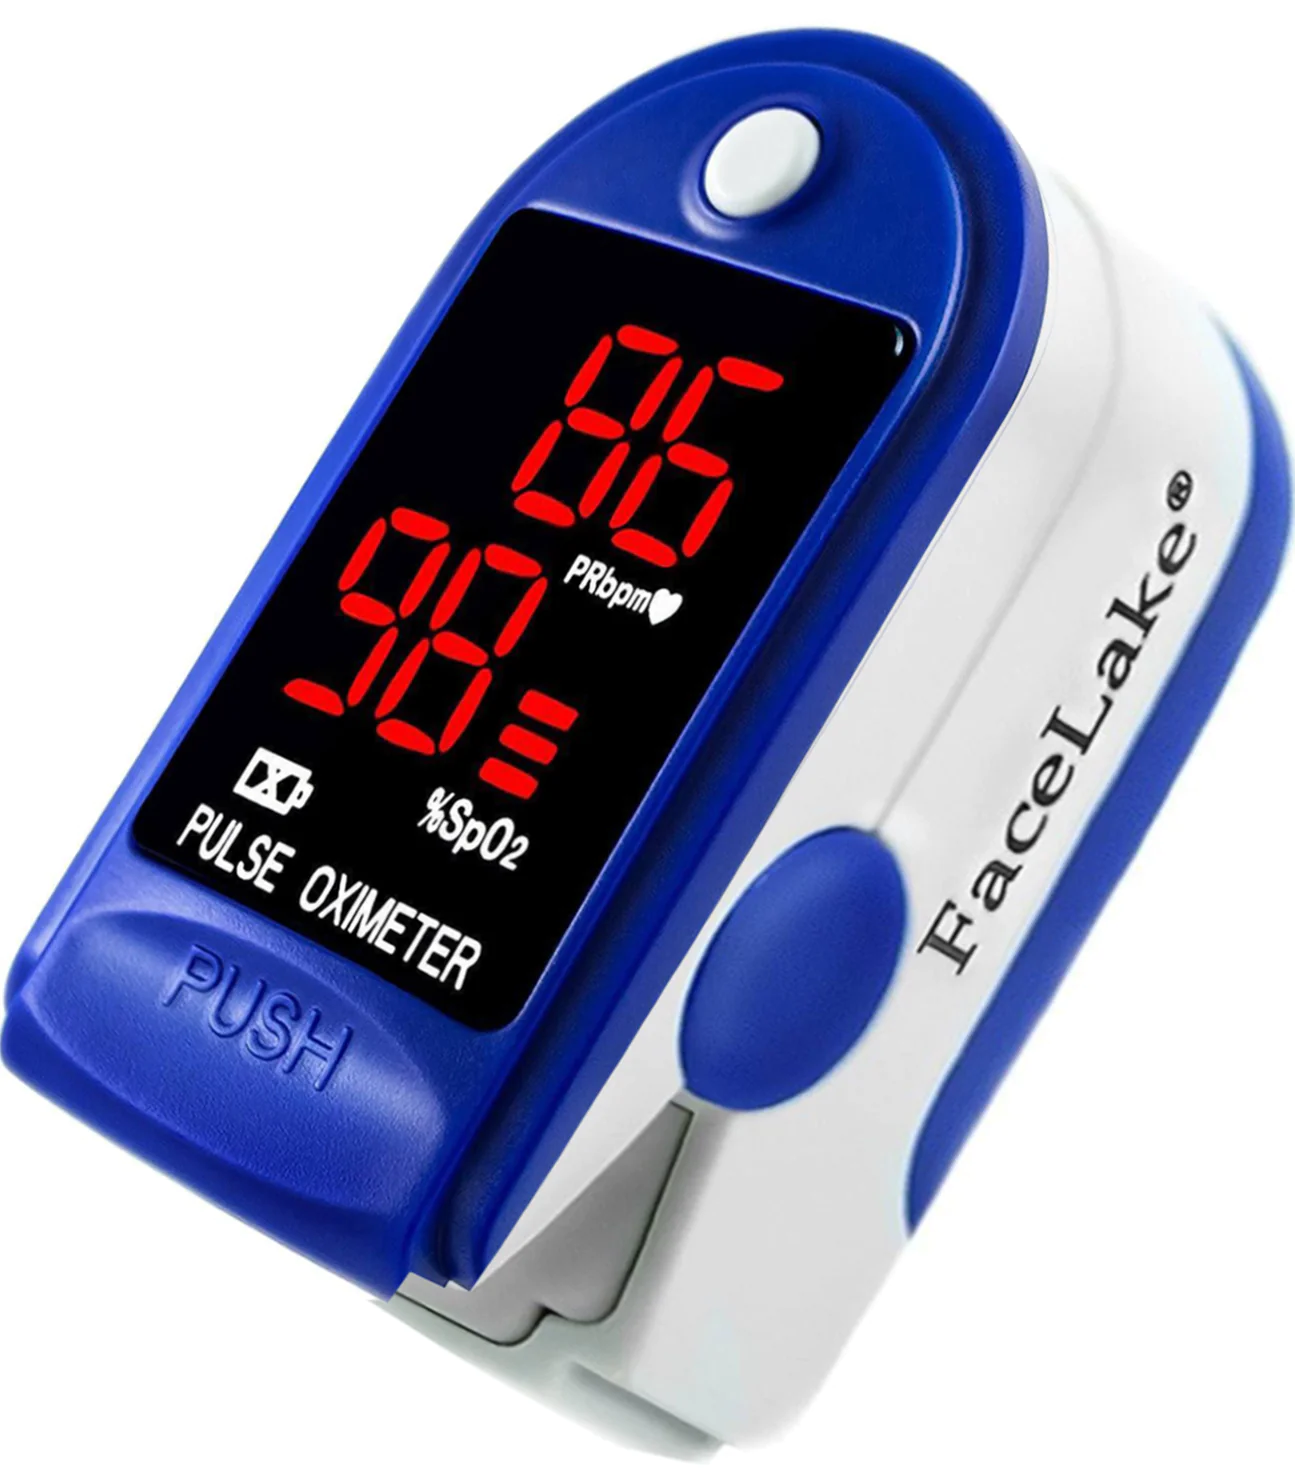 86
PRbpm♥
98
%SpO2
PULSE OXIMETER
PUSH
FaceLake®